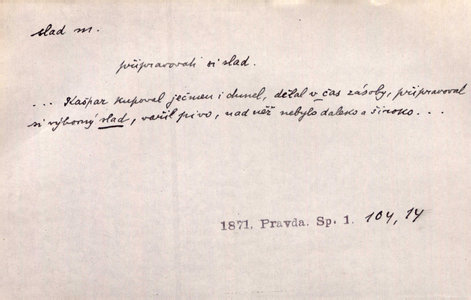 slad m.
připravovati si slad.
... Kašpar kupoval ječmen i chmel, dělal v čas zásoby, připravoval
si výborný slad, vařil pivo, nad něž nebylo daleko a široko...
1871. Pravda. Sp. 1. 104, 14